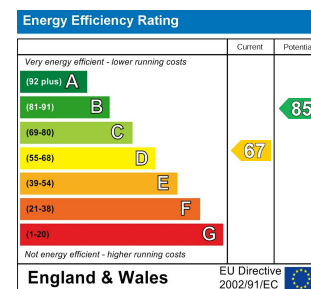 Energy Efficiency Rating
Current Potentia
Very energy efficient - lower running costs
(92 plus) A
(81-91) B 85
(69-80) C
(55-68) D 67
(39-54) E
(21-38) F
(1-20) G
Not energy efficient - higher running costs
England & Wales
EU Directive
2002/91/EC